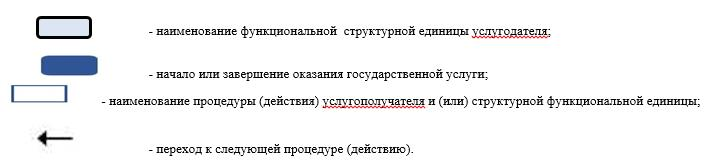 - наименование функциональной структурной единицы услугодателя;
- начало или завершение оказания государственной услуги;
- наименование процедуры (действия) услугополучателя и (или) структурной функциональной единицы;
- переход к следующей процедуре (действию).